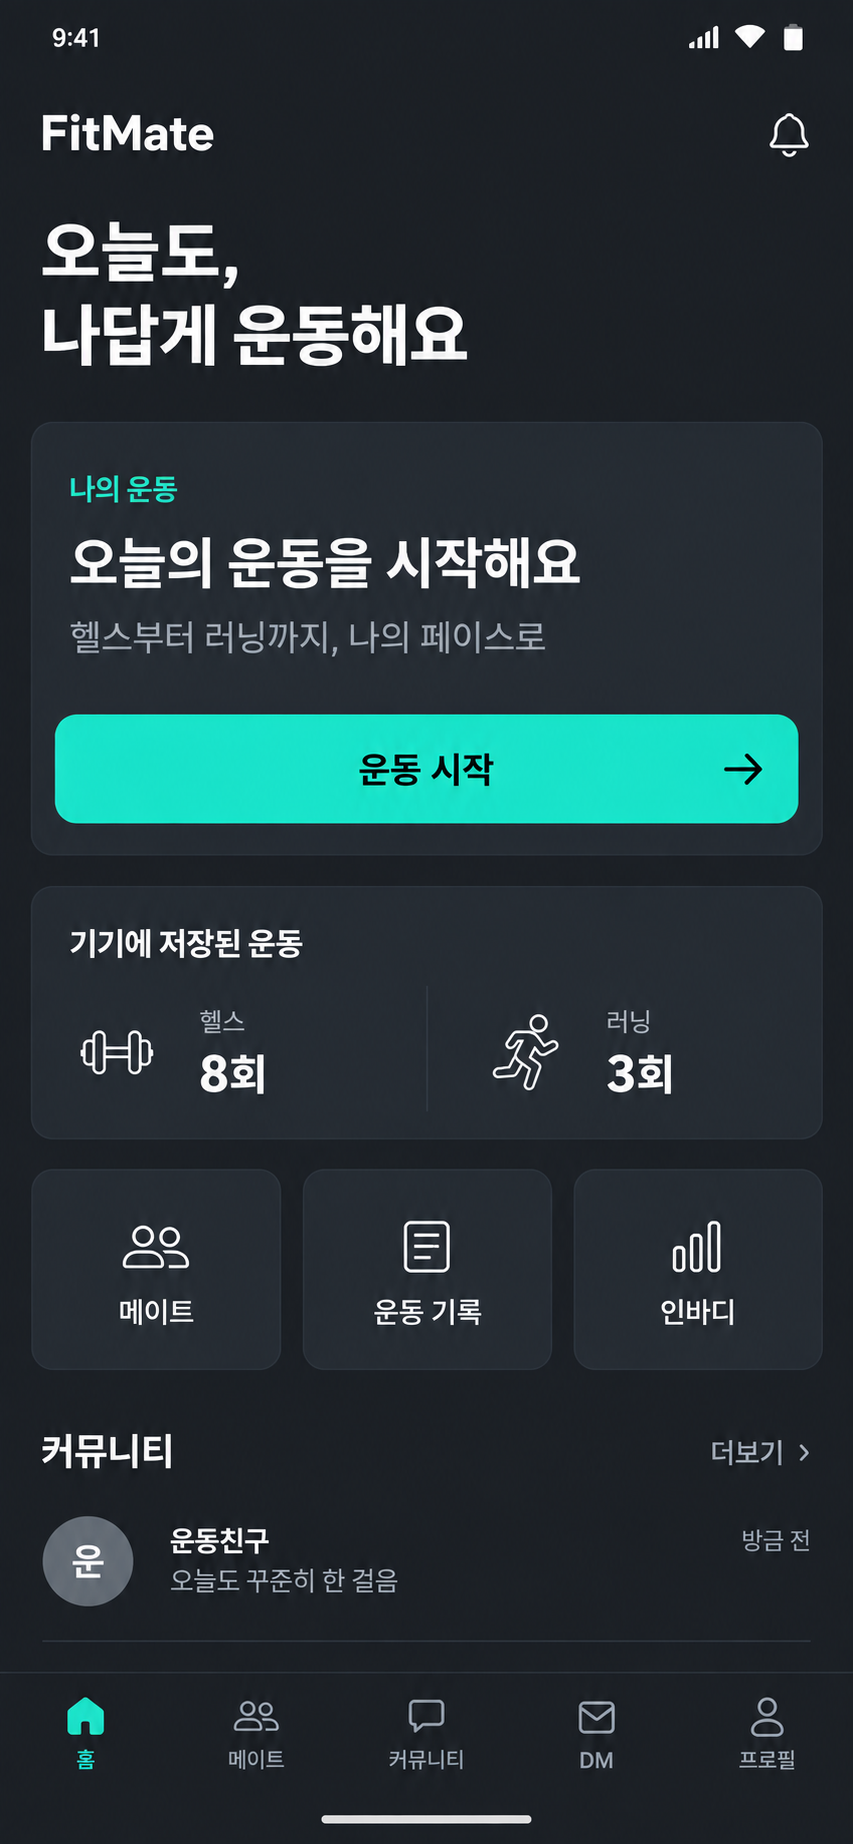 9:41
FitMate
오늘도,
나답게 운동해요
나의 운동
오늘의 운동을 시작해요
헬스부터 러닝까지, 나의 페이스로
운동 시작
기기에 저장된 운동
헬스
8회
러닝
3회
메이트
운동 기록
인바디
커뮤니티
더보기
운
운동친구
방금 전
오늘도 꾸준히 한 걸음
홈
메이트
커뮤니티
DM
프로필